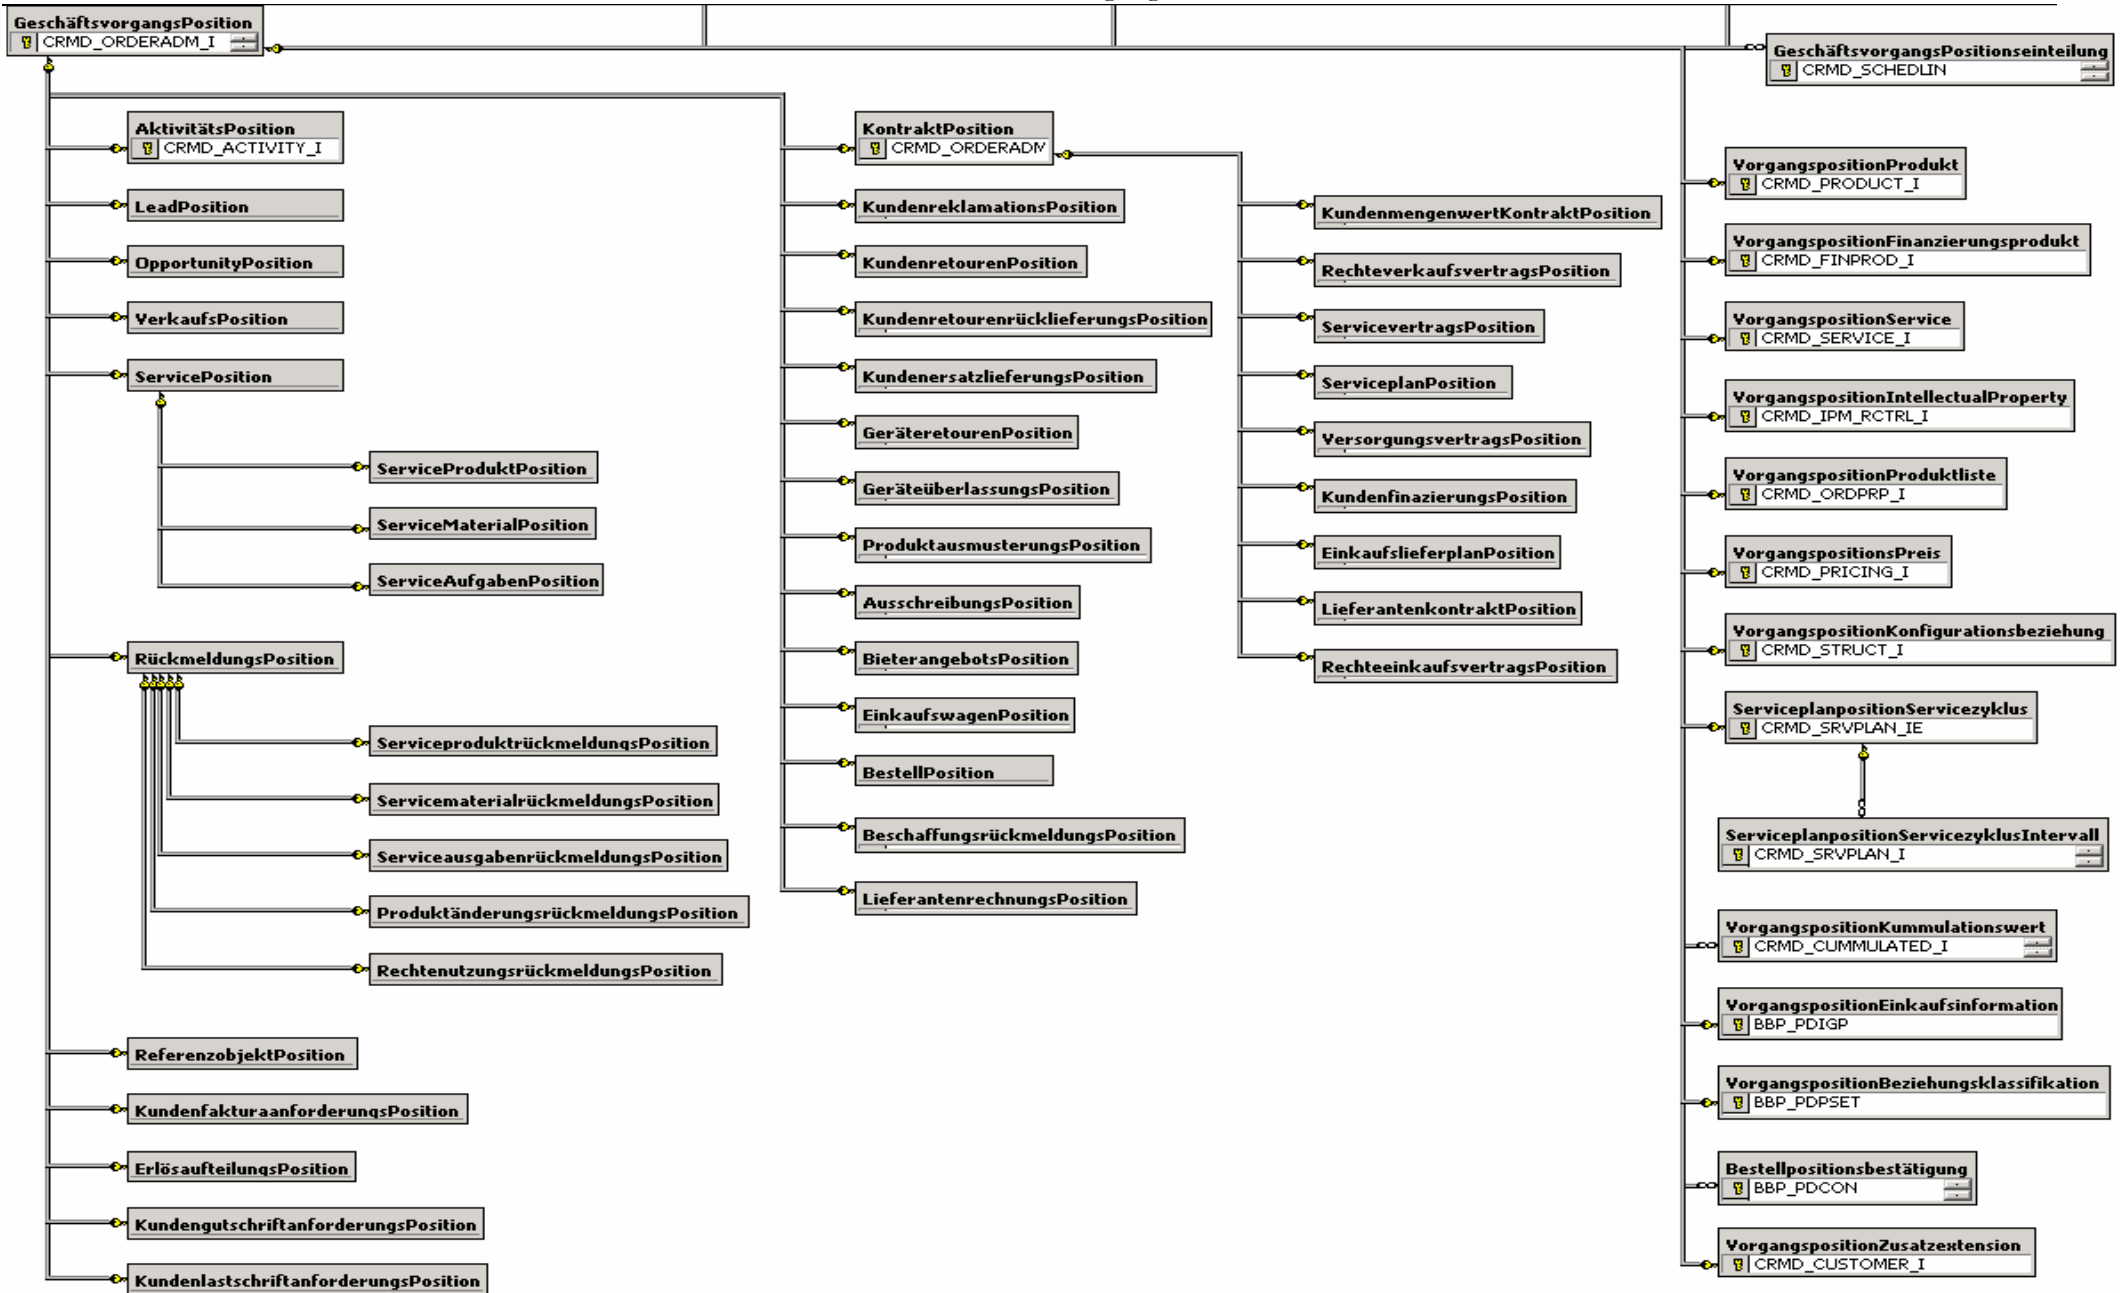 GeschäftsvorgangsPosition
CRMD_ORDERADM_I
GeschäftsvorgangsPositionseinteilung
CRMD_SCHEDLIN
AktivitätsPosition
CRMD_ACTIVITY_I
LeadPosition
OpportunityPosition
VerkaufsPosition
ServicePosition
ServiceProduktPosition
ServiceMaterialPosition
ServiceAufgabenPosition
RückmeldungsPosition
ServiceproduktrückmeldungsPosition
ServicematerialrückmeldungsPosition
ServiceausgabenrückmeldungsPosition
ProduktänderungsrückmeldungsPosition
RechtenutzungsrückmeldungsPosition
ReferenzobjektPosition
KundenfakturaanforderungsPosition
ErlösaufteilungsPosition
KundengutschriftanforderungsPosition
KundenlastschriftanforderungsPosition
KontraktPosition
CRMD_ORDERADM
KundenreklamationsPosition
KundenretourenPosition
KundenretourenrücklieferungsPosition
KundenersatzlieferungsPosition
GeräteretourenPosition
GeräteüberlassungsPosition
ProduktausmusterungsPosition
AusschreibungsPosition
BieterangebotsPosition
EinkaufswagenPosition
BestellPosition
BeschaffungsrückmeldungsPosition
LieferantenrechnungsPosition
KundenmengenwertKontraktPosition
RechteverkaufsvertragsPosition
ServicevertragsPosition
ServiceplanPosition
VersorgungsvertragsPosition
KundenfinazierungsPosition
EinkaufslieferplanPosition
LieferantenkontraktPosition
RechteeinkaufsvertragsPosition
VorgangspositionProdukt
CRMD_PRODUCT_I
VorgangspositionFinanzierungsprodukt
CRMD_FINPROD_I
VorgangspositionService
CRMD_SERVICE_I
VorgangspositionIntellectualProperty
CRMD_IPM_RCTRL_I
VorgangspositionProduktliste
CRMD_ORDPRP_I
VorgangspositionsPreis
CRMD_PRICING_I
VorgangspositionKonfigurationsbeziehung
CRMD_STRUCT_I
ServiceplanpositionServicezyklus
CRMD_SRVPLAN_IE
ServiceplanpositionServicezyklusIntervall
CRMD_SRVPLAN_I
VorgangspositionKummulationswert
CRMD_CUMMULATED_I
VorgangspositionEinkaufsinformation
BBP_PDIGP
VorgangspositionBeziehungsklassifikation
BBP_PDPSET
Bestellpositionsbestätigung
BBP_PDCON
VorgangspositionZusatzextension
CRMD_CUSTOMER_I